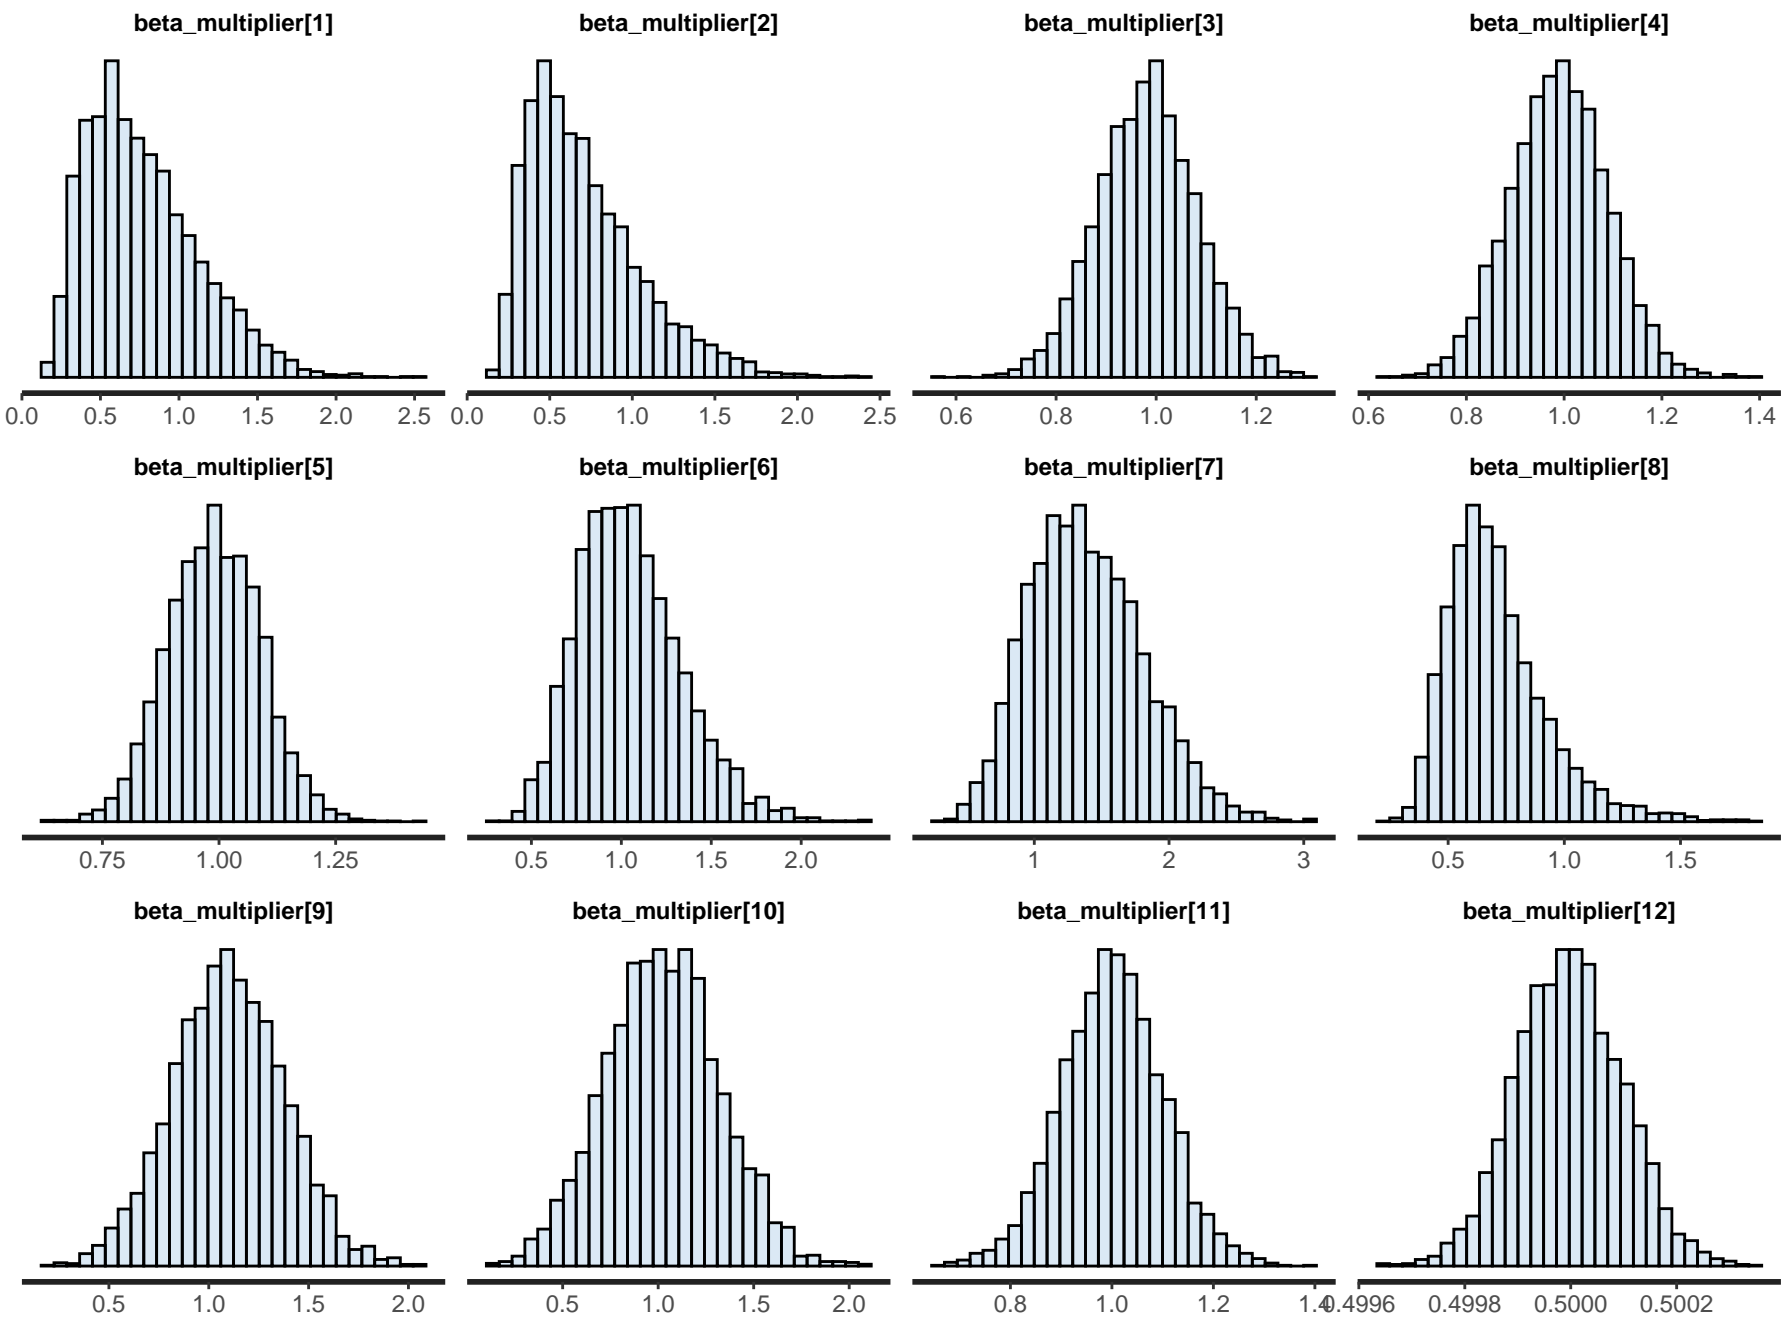 beta_multiplier[1] beta_multiplier[2] beta_multiplier[3] beta_multiplier[4]
0.0 0.5 1.0 1.5 2.0 2.5 0.0 0.5 1.0 1.5 2.0 2.5 0.6 0.8 1.0 1.2 0.6 0.8 1.0 1.2 1.4
beta_multiplier[5] beta_multiplier[6] beta_multiplier[7] beta_multiplier[8]
0.75 1.00 1.25 0.5 1.0 1.5 2.0 1 2 3 0.5 1.0 1.5
beta_multiplier[9] beta_multiplier[10] beta_multiplier[11] beta_multiplier[12]
0.5 1.0 1.5 2.0 0.5 1.0 1.5 2.0 0.8 1.0 1.2 1.4 0.4996 0.4998 0.5000 0.5002